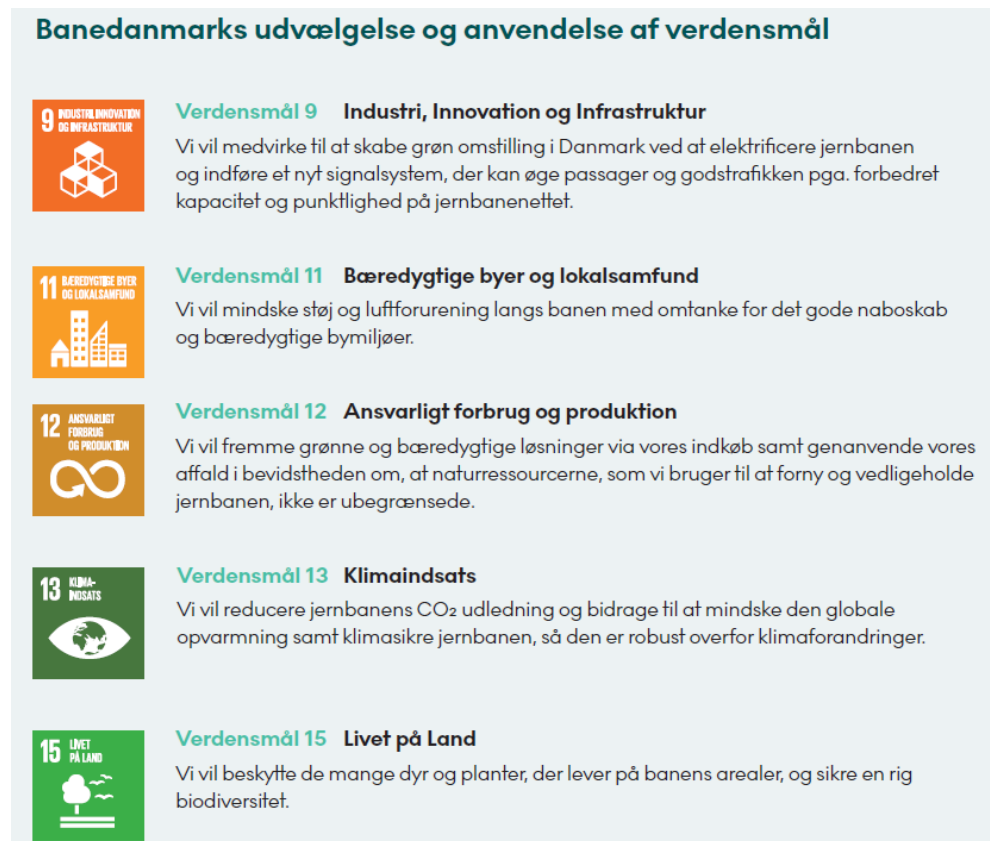 Banedanmarks udvælgelse og anvendelse af verdensmål
9 INDUSTRI, INNOVATION
OG INFRASTRUKTUR
Verdensmål 9 Industri, Innovation og Infrastruktur
Vi vil medvirke til at skabe grøn omstilling i Danmark ved at elektrificere jernbanen
og indføre et nyt signalsystem, der kan øge passager og godstrafikken pga. forbedret
kapacitet og punktlighed på jernbanenettet.
11 BÆREDYGTIGE BYER
OG LOKALSAMFUND
Verdensmål 11 Bæredygtige byer og lokalsamfund
Vi vil mindske støj og luftforurening langs banen med omtanke for det gode naboskab
og bæredygtige bymiljøer.
12 ANSVARLIGT
FORBRUG
OG PRODUKTION
Verdensmål 12 Ansvarligt forbrug og produktion
Vi vil fremme grønne og bæredygtige løsninger via vores indkøb samt genanvende vores
affald i bevidstheden om, at naturressourcerne, som vi bruger til at forny og vedligeholde
jernbanen, ikke er ubegrænsede.
13 KLIMA-
INDSATS
Verdensmål 13 Klimaindsats
Vi vil reducere jernbanens CO₂ udledning og bidrage til at mindske den globale
opvarmning samt klimasikre jernbanen, så den er robust overfor klimaforandringer.
15 LIVET
PÅ LAND
Verdensmål 15 Livet på Land
Vi vil beskytte de mange dyr og planter, der lever på banens arealer, og sikre en rig
biodiversitet.